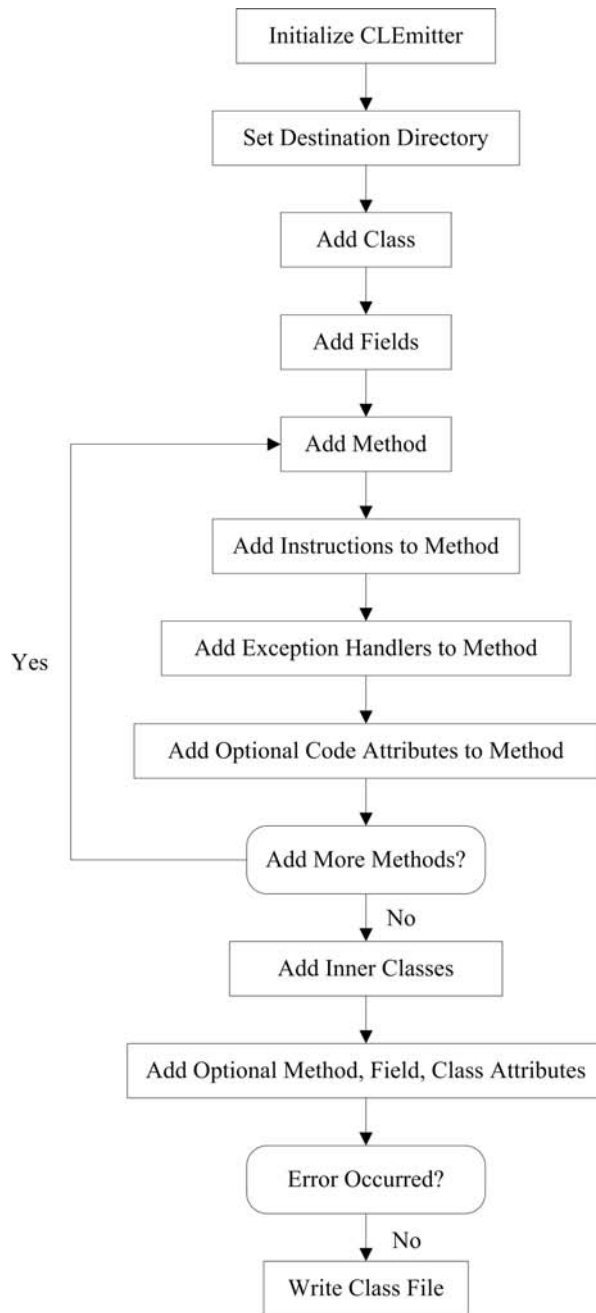 Initialize CLEmitter
Set Destination Directory
Add Class
Add Fields
Add Method
Add Instructions to Method
Add Exception Handlers to Method
Yes
Add Optional Code Attributes to Method
Add More Methods?
No
Add Inner Classes
Add Optional Method, Field, Class Attributes
Error Occurred?
No
Write Class File